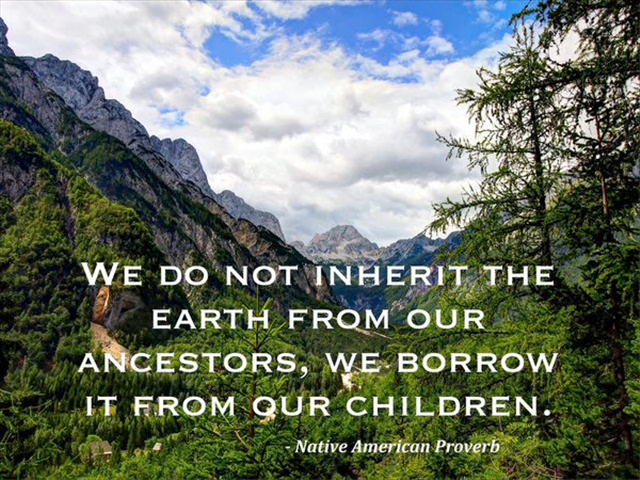 We do not inherit the
earth from our
ancestors, we borrow
it from our children.
- Native American Proverb